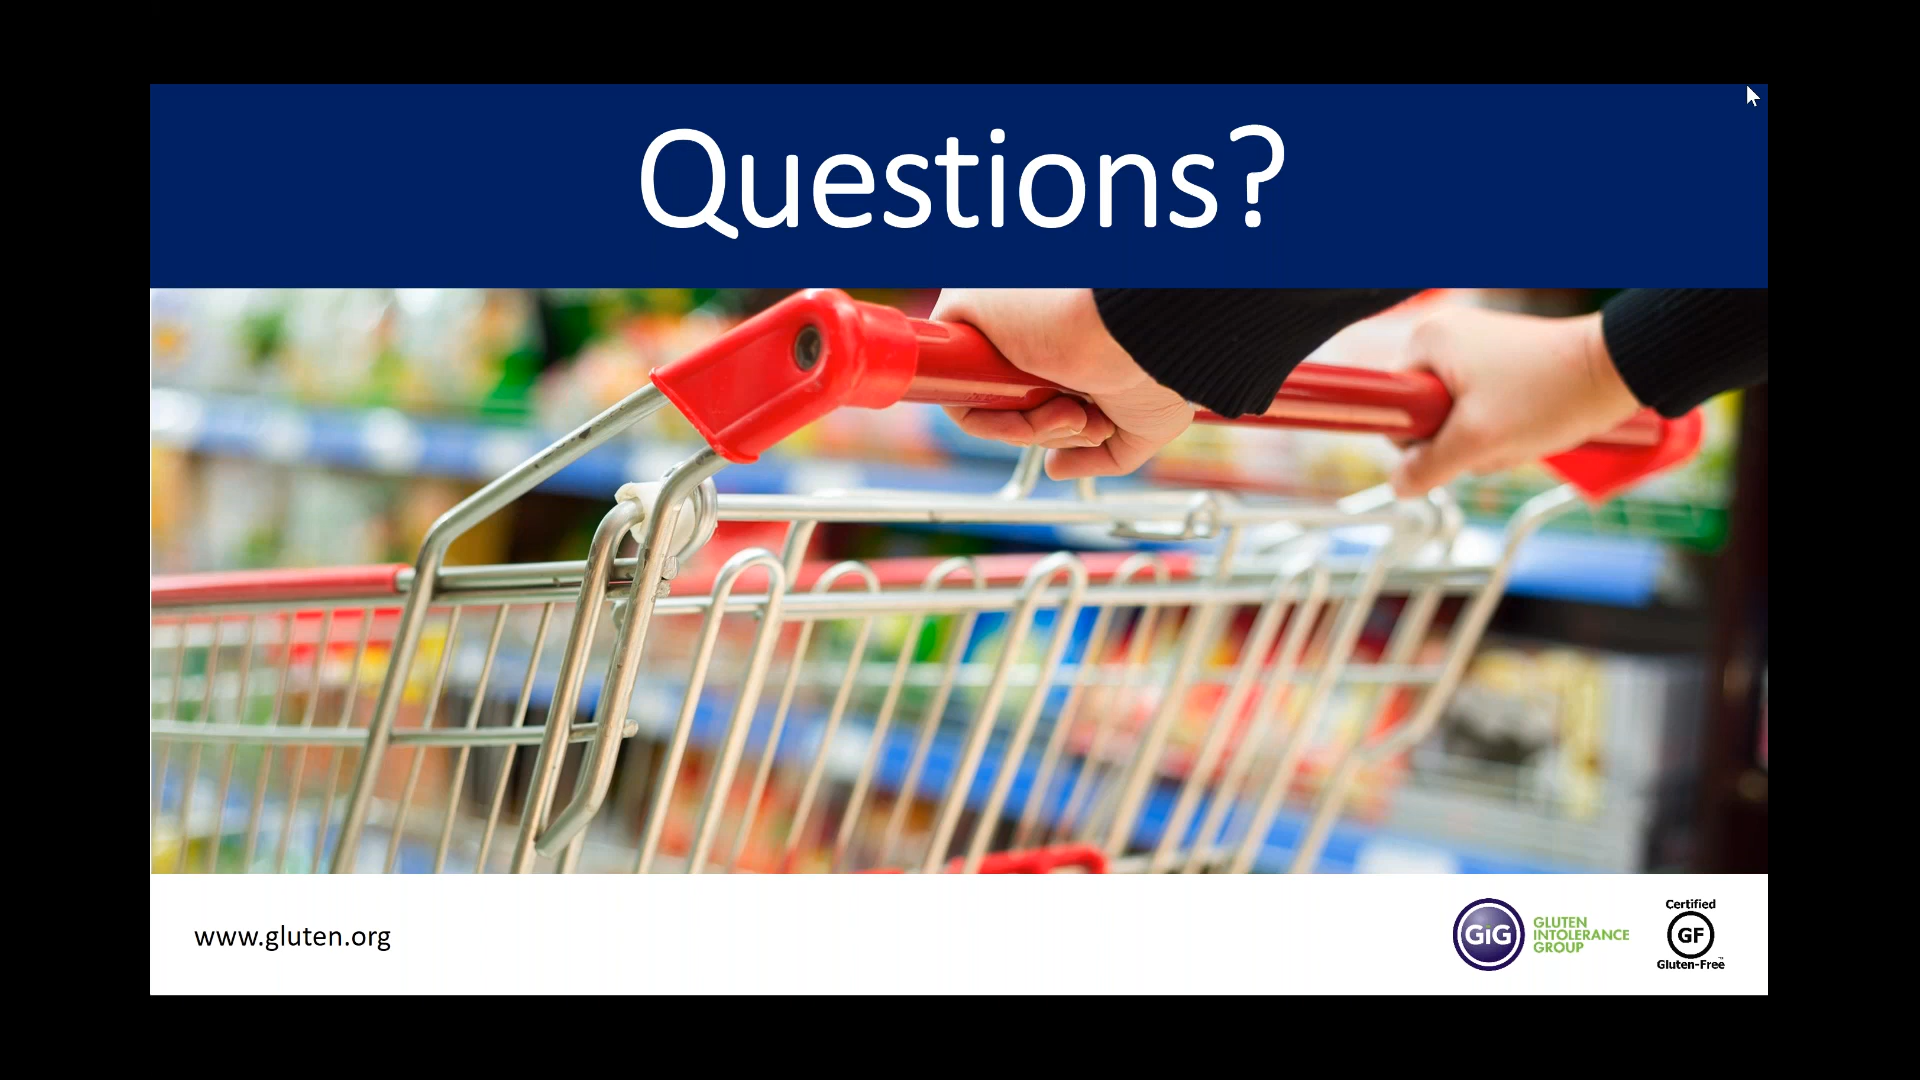 Questions?
www.gluten.org
GiG
GLUTEN
INTOLERANCE
GROUP
Certified
GF
Gluten-Free